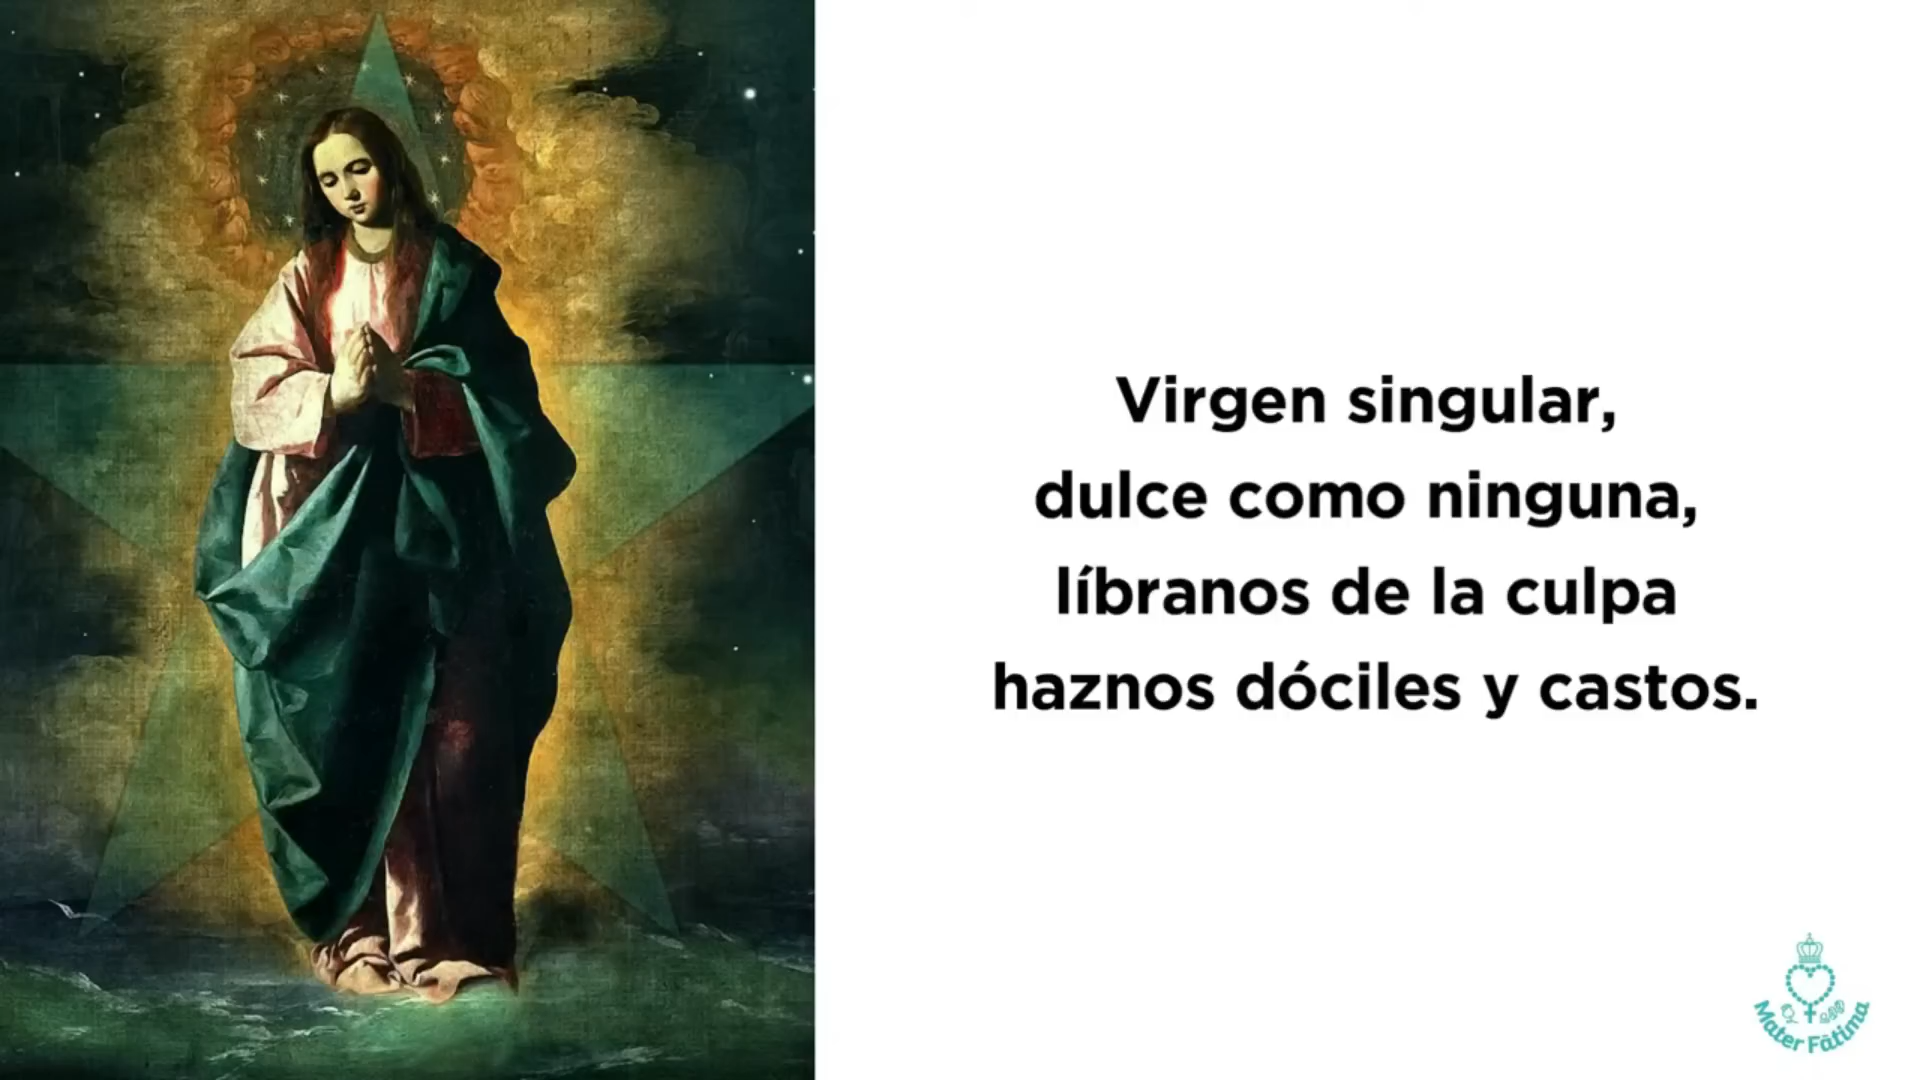 Virgen singular,
dulce como ninguna,
líbranos de la culpa
haznos dóciles y castos.
Mater Fátima